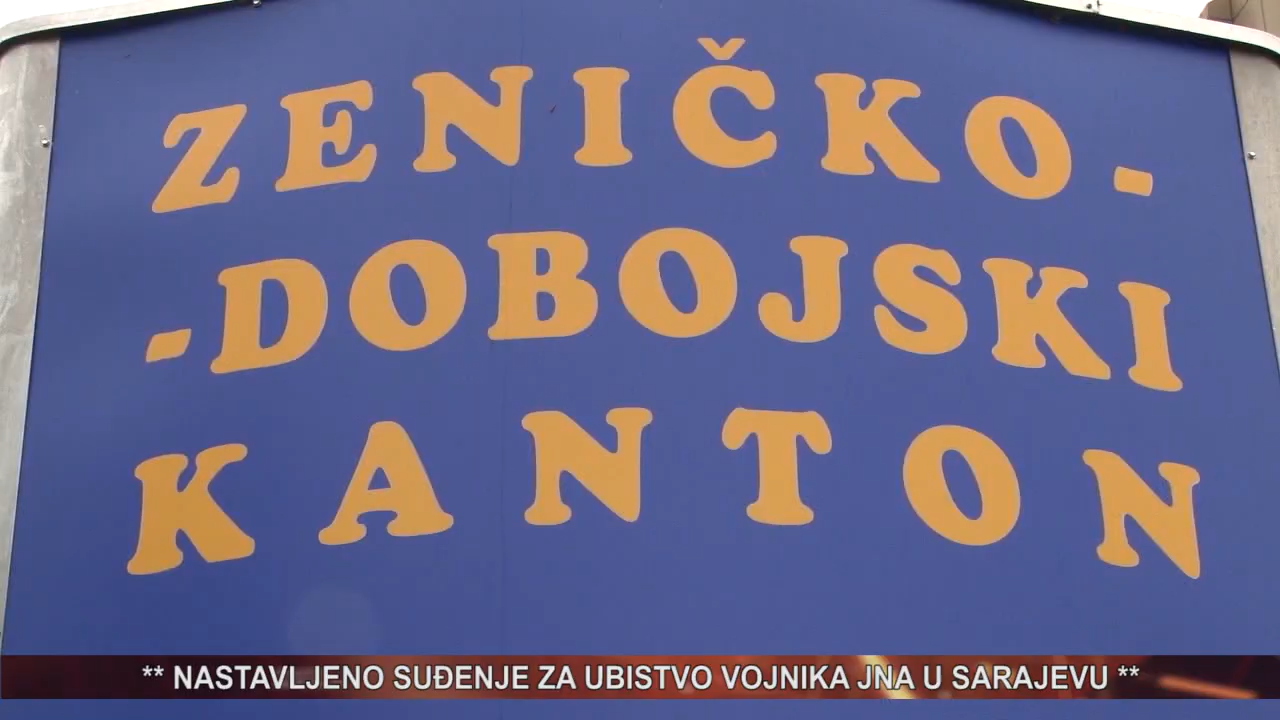 ZENIČKO-
-DOBOJSKI
KANTON
** NASTAVLJENO SUĐENJE ZA UBISTVO VOJNIKA JNA U SARAJEVU **